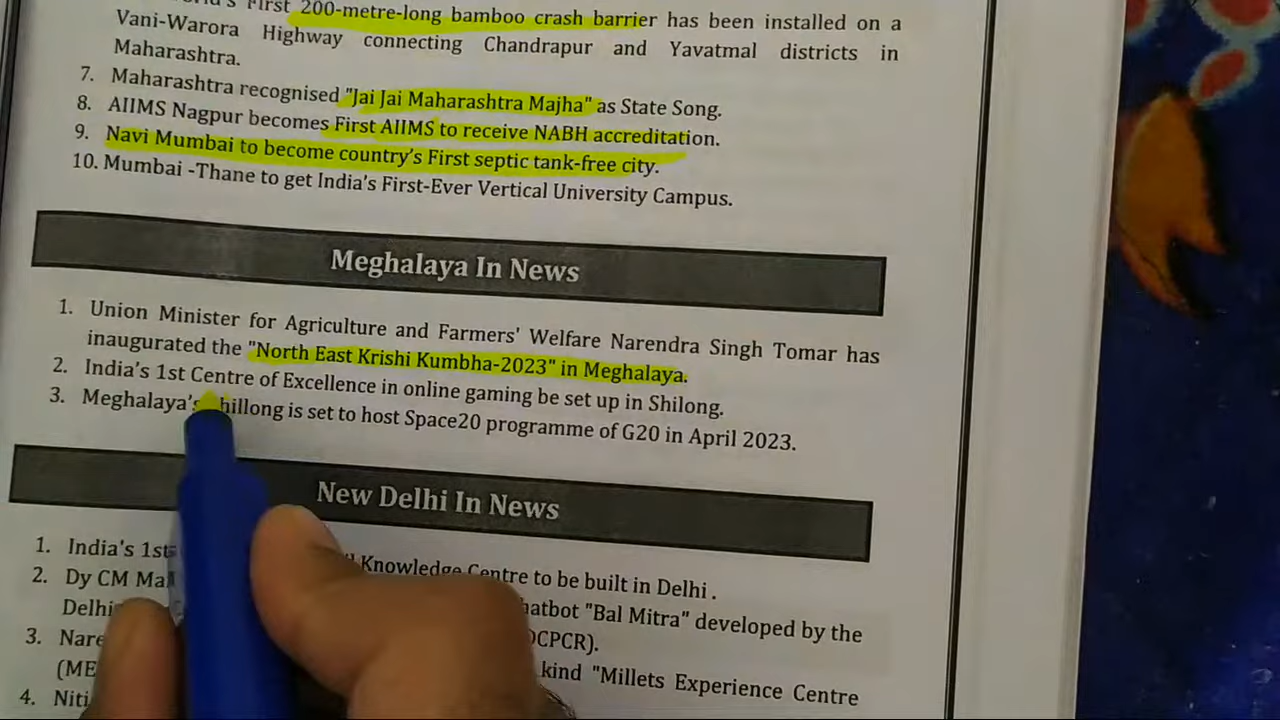 First 200-metre-long bamboo crash barrier has been installed on a
Vani-Warora Highway connecting Chandrapur and Yavatmal districts in
Maharashtra.
7. Maharashtra recognised "Jai Jai Maharashtra Majha" as State Song.
8. AIIMS Nagpur becomes First AIIMS to receive NABH accreditation.
9. Navi Mumbai to become country's First septic tank-free city.
10. Mumbai -Thane to get India's First-Ever Vertical University Campus.
Meghalaya In News
1. Union Minister for Agriculture and Farmers' Welfare Narendra Singh Tomar has
inaugurated the "North East Krishi Kumbha-2023" in Meghalaya.
2. India's 1st Centre of Excellence in online gaming be set up in Shilong.
3. Meghalaya's Shillong is set to host Space20 programme of G20 in April 2023.
New Delhi In News
1. India's 1st Knowledge Centre to be built in Delhi .
2. Dy CM "Bal Mitra" developed by the
Delhi
3. kind "Millets Experience Centre
4.